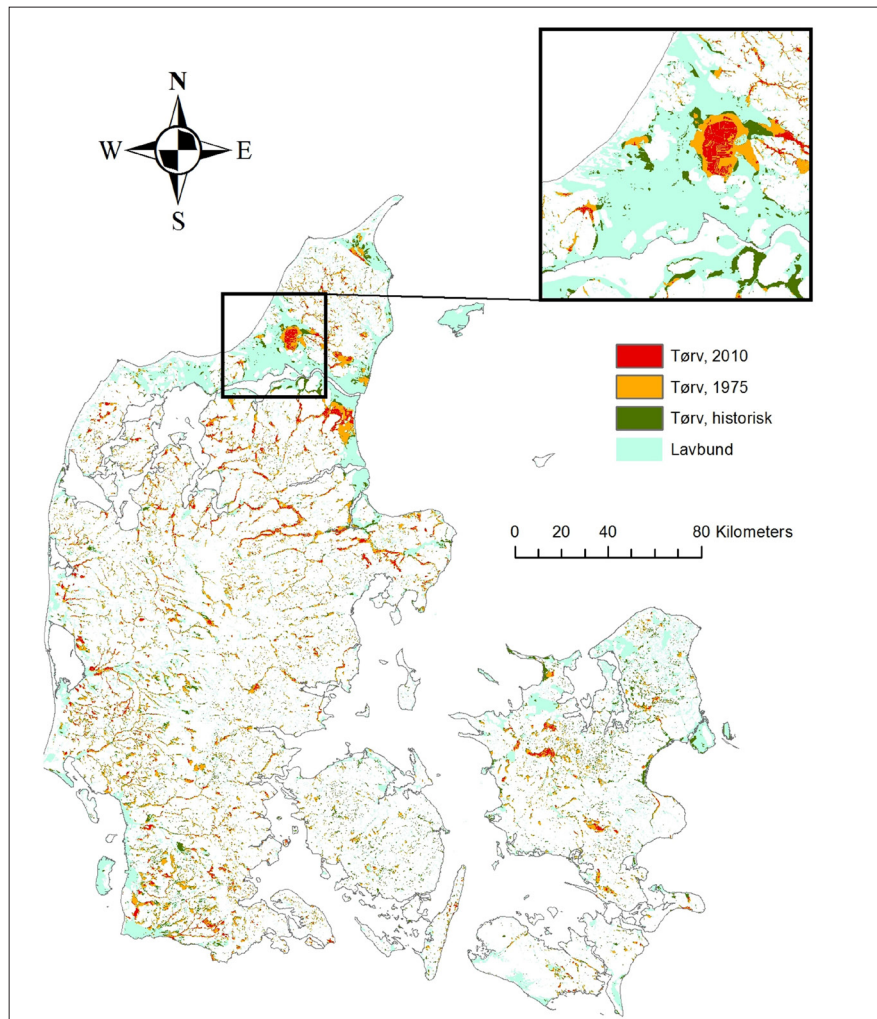 N
W E
S
Tørv, 2010
Tørv, 1975
Tørv, historisk
Lavbund
0 20 40 80 Kilometers